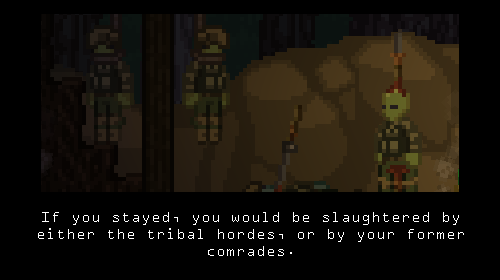 If you stayed, you would be slaughtered by
either the tribal hordes, or by your former
comrades.